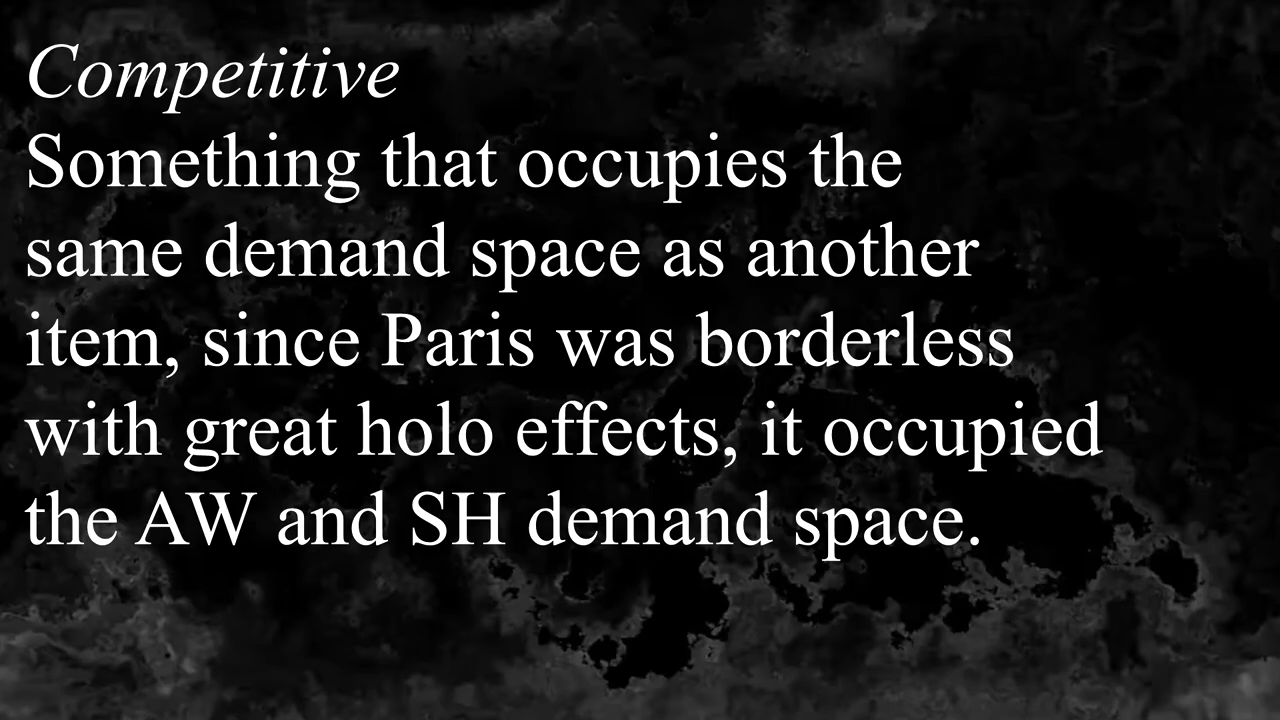 Competitive
Something that occupies the
same demand space as another
item, since Paris was borderless
with great holo effects, it occupied
the AW and SH demand space.